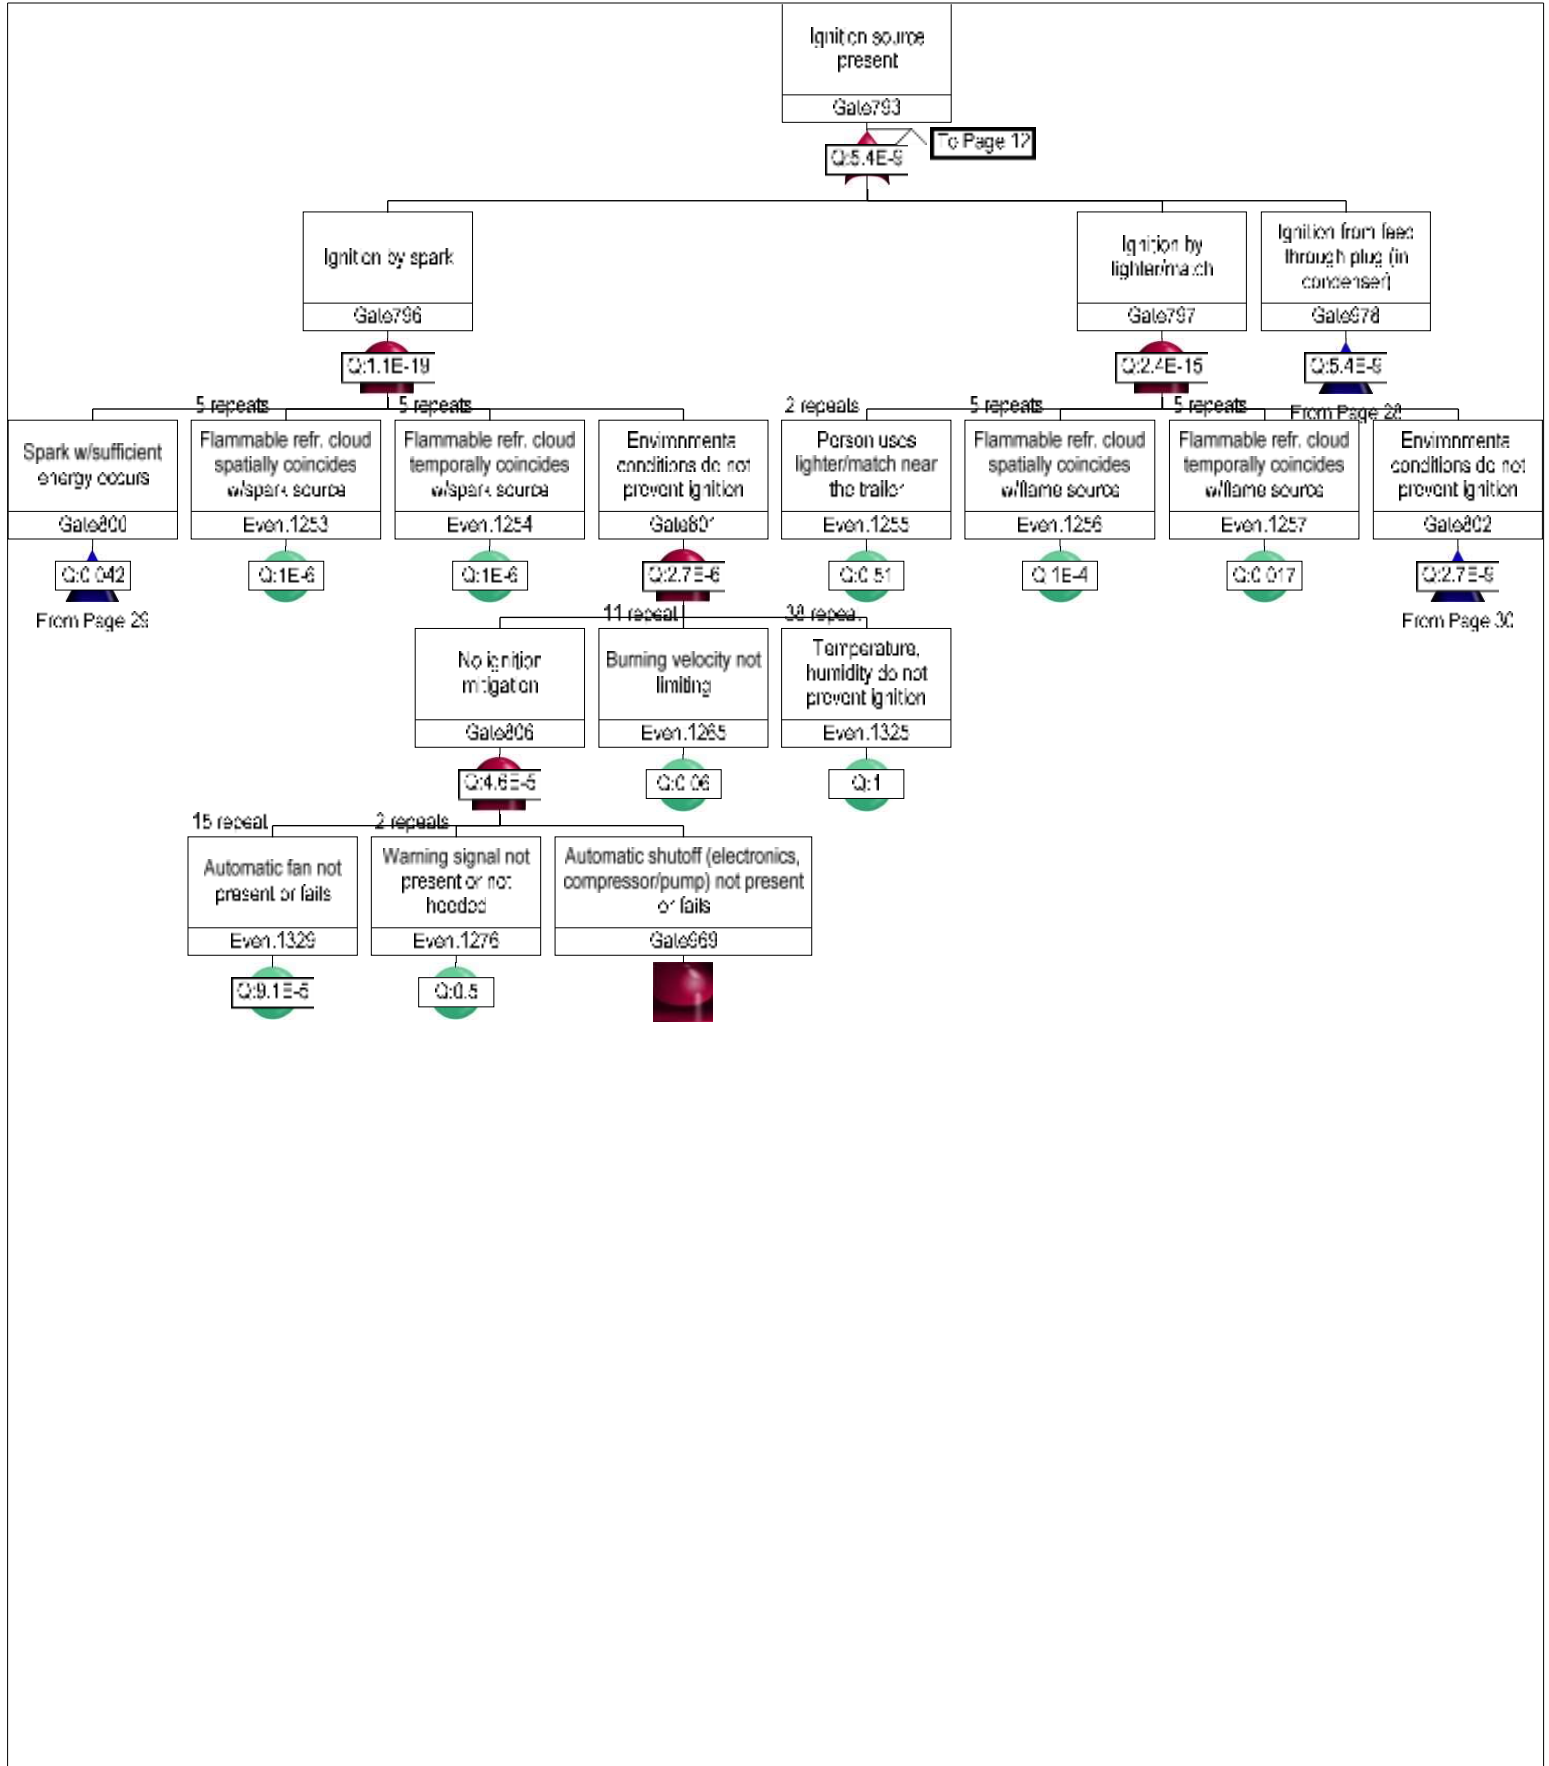 Ignition source
present
Gate793
To Page 12
Q:5.4E-9
Ignition by spark
Gate796
Q:1.1E-19
Ignition by
lighter/match
Gate797
Q:2.4E-15
Ignition from feed
through plug (in
condenser)
Gate978
Q:5.4E-9
From Page 28
Spark w/sufficient
energy occurs
Gate800
Q:0.042
From Page 29
5 repeats
Flammable refr. cloud
spatially coincides
w/spark source
Event1253
Q:1E-6
5 repeats
Flammable refr. cloud
temporally coincides
w/spark source
Event1254
Q:1E-6
Environmenta
conditions do not
prevent ignition
Gate801
Q:2.7E-6
2 repeats
Person uses
lighter/match near
the trailer
Event1255
Q:0.51
5 repeats
Flammable refr. cloud
spatially coincides
w/flame source
Event1256
Q:1E-4
5 repeats
Flammable refr. cloud
temporally coincides
w/flame source
Event1257
Q:0.017
Environmenta
conditions do not
prevent ignition
Gate802
Q:2.7E-9
From Page 30
No ignition
mitigation
Gate806
Q:4.6E-5
11 repeat
Burning velocity not
limiting
Event1265
Q:0.06
38 repeat
Temperature,
humidity do not
prevent ignition
Event1325
Q:1
15 repeat
Automatic fan not
present or fails
Event1329
Q:9.1E-5
2 repeats
Warning signal not
present or not
heeded
Event1276
Q:0.5
Automatic shutoff (electronics,
compressor/pump) not present
or fails
Gate969